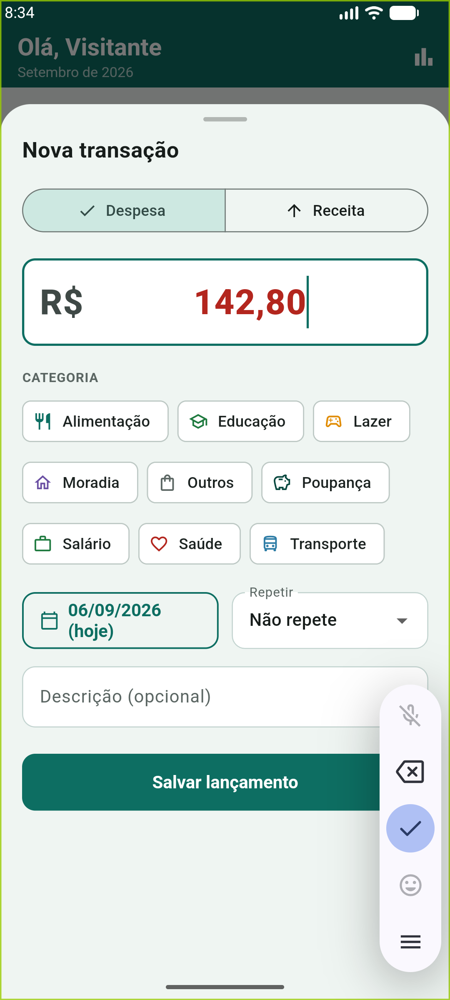 8:34
Olá, Visitante
Setembro de 2026
Nova transação
Despesa
Receita
R$ 142,80
CATEGORIA
Alimentação
Educação
Lazer
Moradia
Outros
Poupança
Salário
Saúde
Transporte
06/09/2026
(hoje)
Repetir
Não repete
Descrição (opcional)
Salvar lançamento